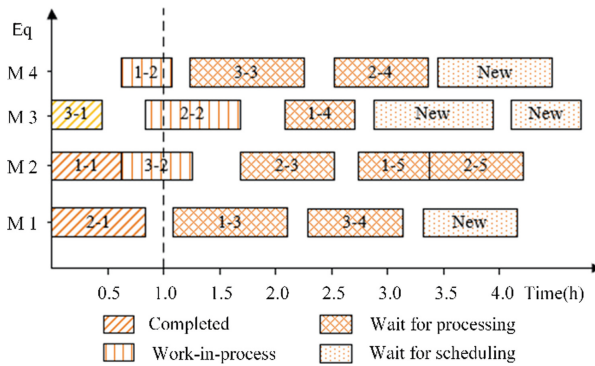 Eq
M 4 1-2 3-3 2-4 New
M 3 3-1 2-2 1-4 New New
M 2 1-1 3-2 2-3 1-5 2-5
M 1 2-1 1-3 3-4 New
0.5 1.0 1.5 2.0 2.5 3.0 3.5 4.0 Time(h)
Completed Wait for processing
Work-in-process Wait for scheduling